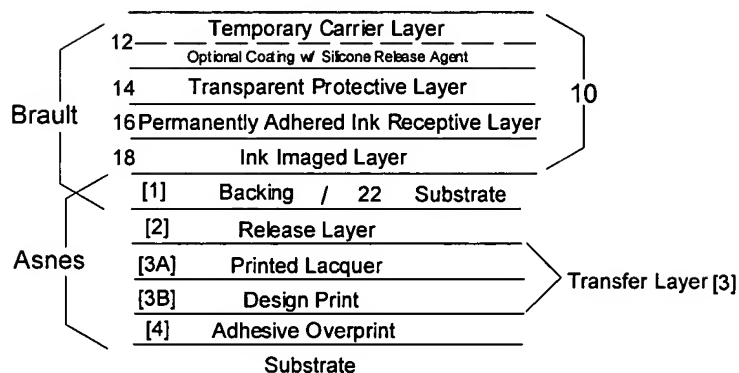 Temporary Carrier Layer
12
Optional Coating w/ Silicone Release Agent
14 Transparent Protective Layer
10
Brault
16 Permanently Adhered Ink Receptive Layer
18 Ink Imaged Layer
[1] Backing / 22 Substrate
[2] Release Layer
Asnes
[3A] Printed Lacquer
Transfer Layer [3]
[3B] Design Print
[4] Adhesive Overprint
Substrate